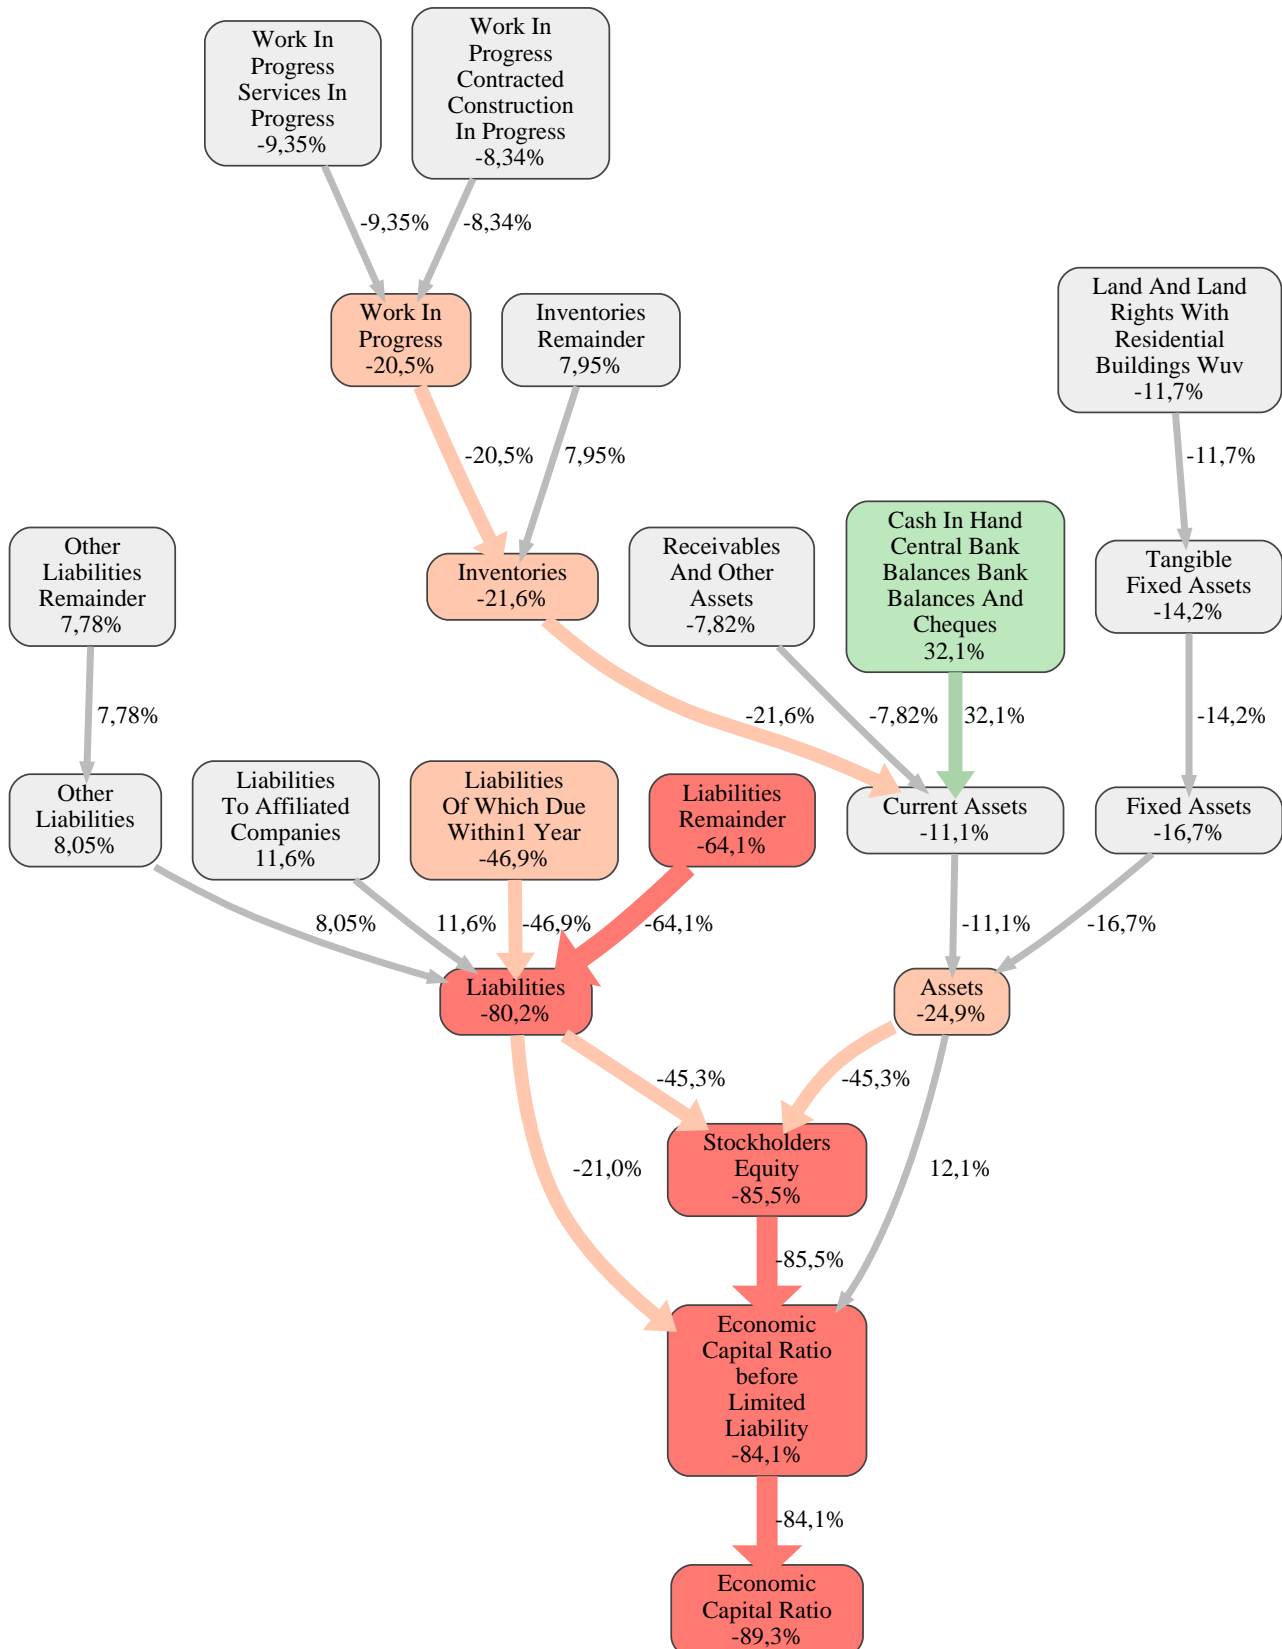 Work In
Progress
Services In
Progress
-9,35%
Work In
Progress
Contracted
Construction
In Progress
-8,34%
-9,35%
-8,34%
Work In
Progress
-20,5%
Inventories
Remainder
7,95%
Land And Land
Rights With
Residential
Buildings Wuv
-11,7%
-20,5%
7,95%
-11,7%
Other
Liabilities
Remainder
7,78%
Inventories
-21,6%
Receivables
And Other
Assets
-7,82%
Cash In Hand
Central Bank
Balances Bank
Balances And
Cheques
32,1%
Tangible
Fixed Assets
-14,2%
7,78%
-21,6%
-7,82%
32,1%
-14,2%
Other
Liabilities
8,05%
Liabilities
To Affiliated
Companies
11,6%
Liabilities
Of Which Due
Within1 Year
-46,9%
Liabilities
Remainder
-64,1%
Current Assets
-11,1%
Fixed Assets
-16,7%
8,05%
11,6%
-46,9%
-64,1%
-11,1%
-16,7%
Liabilities
-80,2%
Assets
-24,9%
-45,3%
-45,3%
Stockholders
Equity
-85,5%
-21,0%
12,1%
-85,5%
Economic
Capital Ratio
before
Limited
Liability
-84,1%
-84,1%
Economic
Capital Ratio
-89,3%